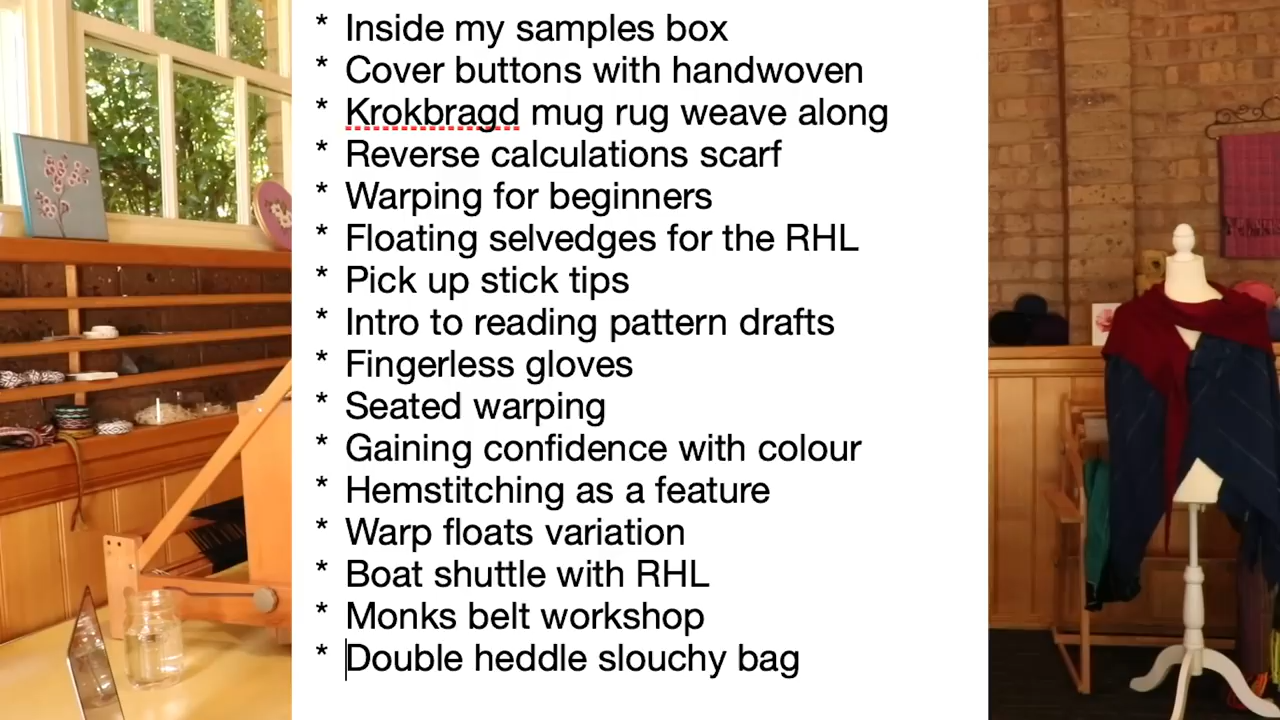 * Inside my samples box
* Cover buttons with handwoven
* Krokbragd mug rug weave along
* Reverse calculations scarf
* Warping for beginners
* Floating selvedges for the RHL
* Pick up stick tips
* Intro to reading pattern drafts
* Fingerless gloves
* Seated warping
* Gaining confidence with colour
* Hemstitching as a feature
* Warp floats variation
* Boat shuttle with RHL
* Monks belt workshop
* Double heddle slouchy bag